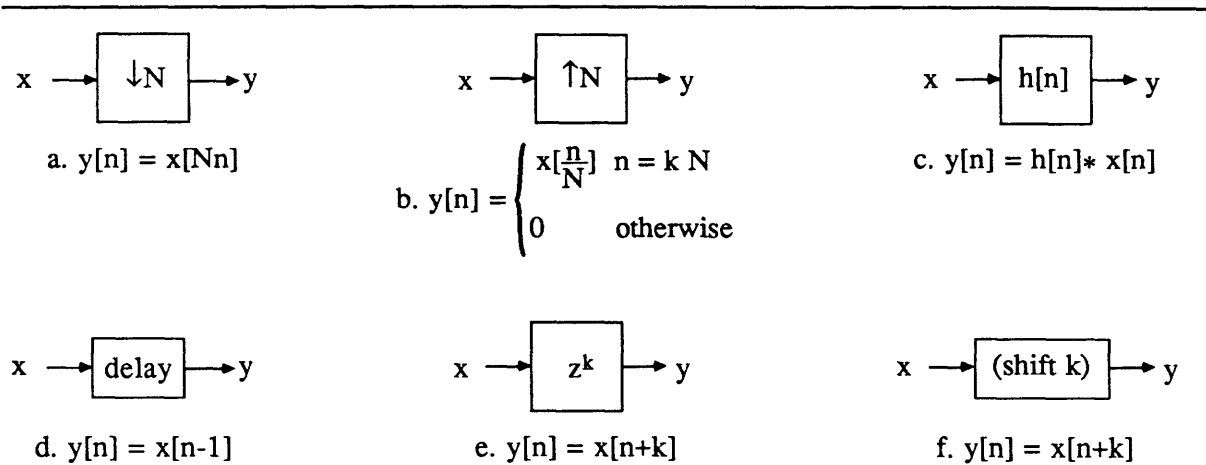 x ↓N y x ↑N y x h[n] y
a. y[n] = x[Nn]
b. y[n] = { x[n/N] n = k N
0 otherwise
c. y[n] = h[n]* x[n]
x delay y x z^k y x (shift k) y
d. y[n] = x[n-1] e. y[n] = x[n+k] f. y[n] = x[n+k]